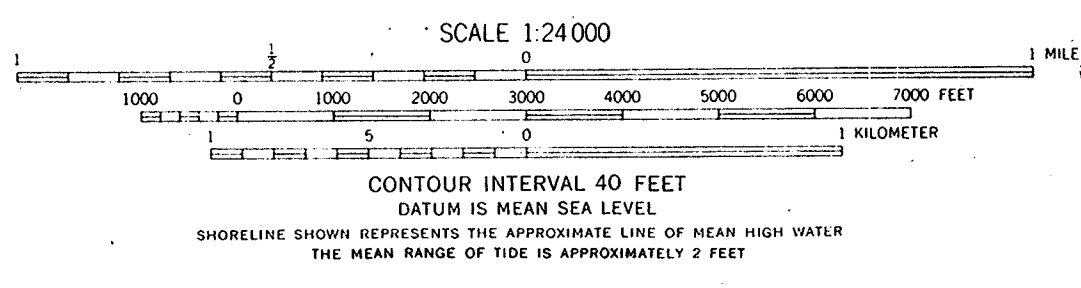 SCALE 1:24 000
1 ½ 0 1 MILE
1000 0 1000 2000 3000 4000 5000 6000 7000 FEET
1 5 0 1 KILOMETER
CONTOUR INTERVAL 40 FEET
DATUM IS MEAN SEA LEVEL
SHORELINE SHOWN REPRESENTS THE APPROXIMATE LINE OF MEAN HIGH WATER
THE MEAN RANGE OF TIDE IS APPROXIMATELY 2 FEET